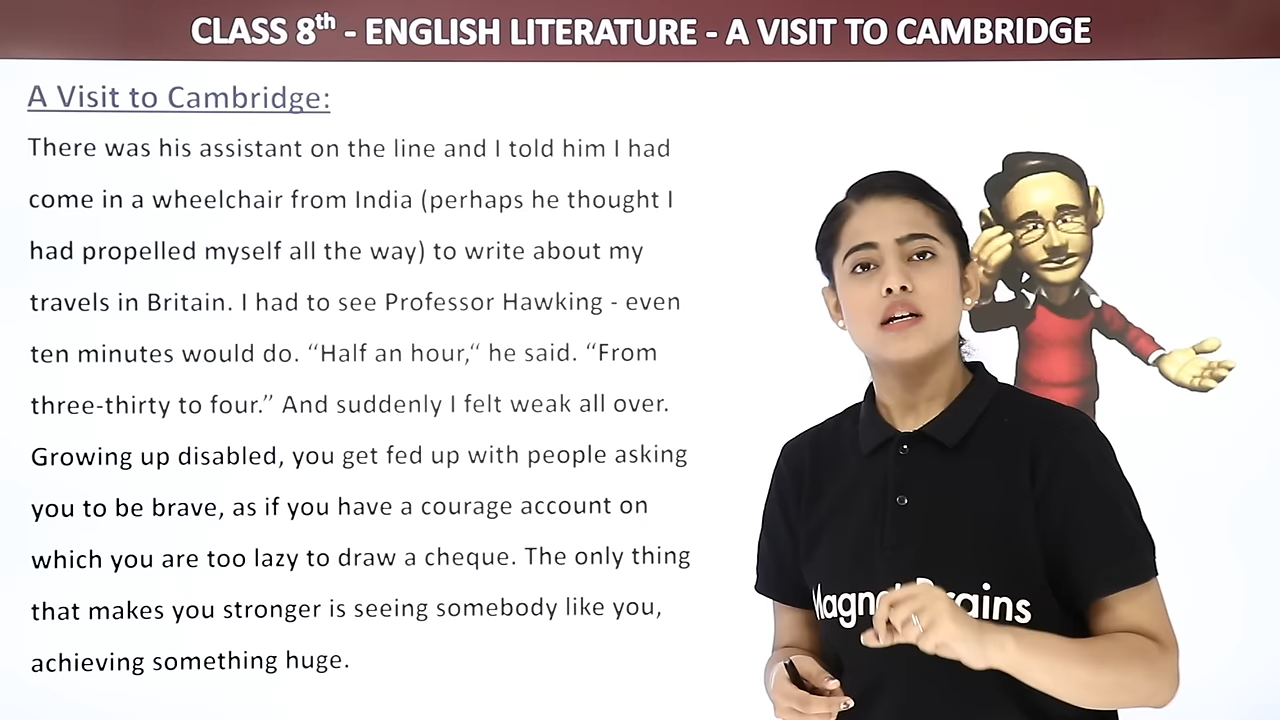 CLASS 8th - ENGLISH LITERATURE - A VISIT TO CAMBRIDGE
A Visit to Cambridge:
There was his assistant on the line and I told him I had
come in a wheelchair from India (perhaps he thought I
had propelled myself all the way) to write about my
travels in Britain. I had to see Professor Hawking - even
ten minutes would do. “Half an hour,“ he said. “From
three-thirty to four.” And suddenly I felt weak all over.
Growing up disabled, you get fed up with people asking
you to be brave, as if you have a courage account on
which you are too lazy to draw a cheque. The only thing
that makes you stronger is seeing somebody like you,
achieving something huge.